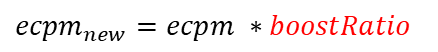 ecpm_new = ecpm * boostRatio